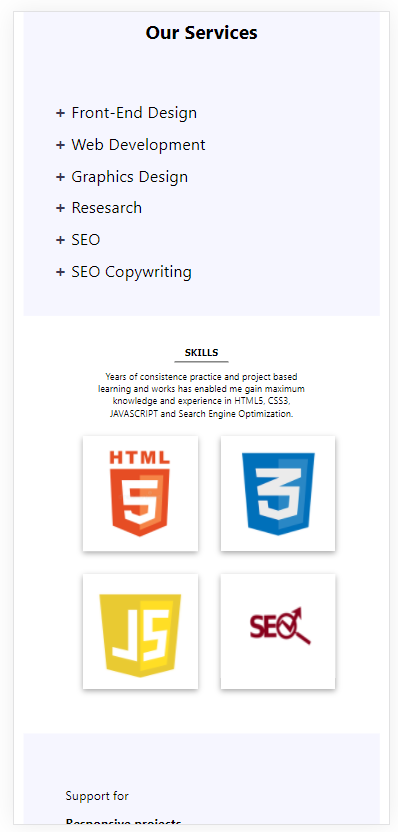 Our Services
+ Front-End Design
+ Web Development
+ Graphics Design
+ Resesarch
+ SEO
+ SEO Copywriting
SKILLS
Years of consistence practice and project based
learning and works has enabled me gain maximum
knowledge and experience in HTML5, CSS3,
JAVASCRIPT and Search Engine Optimization.
HTML
5
3
JS
SEO
Support for
Responsive projects